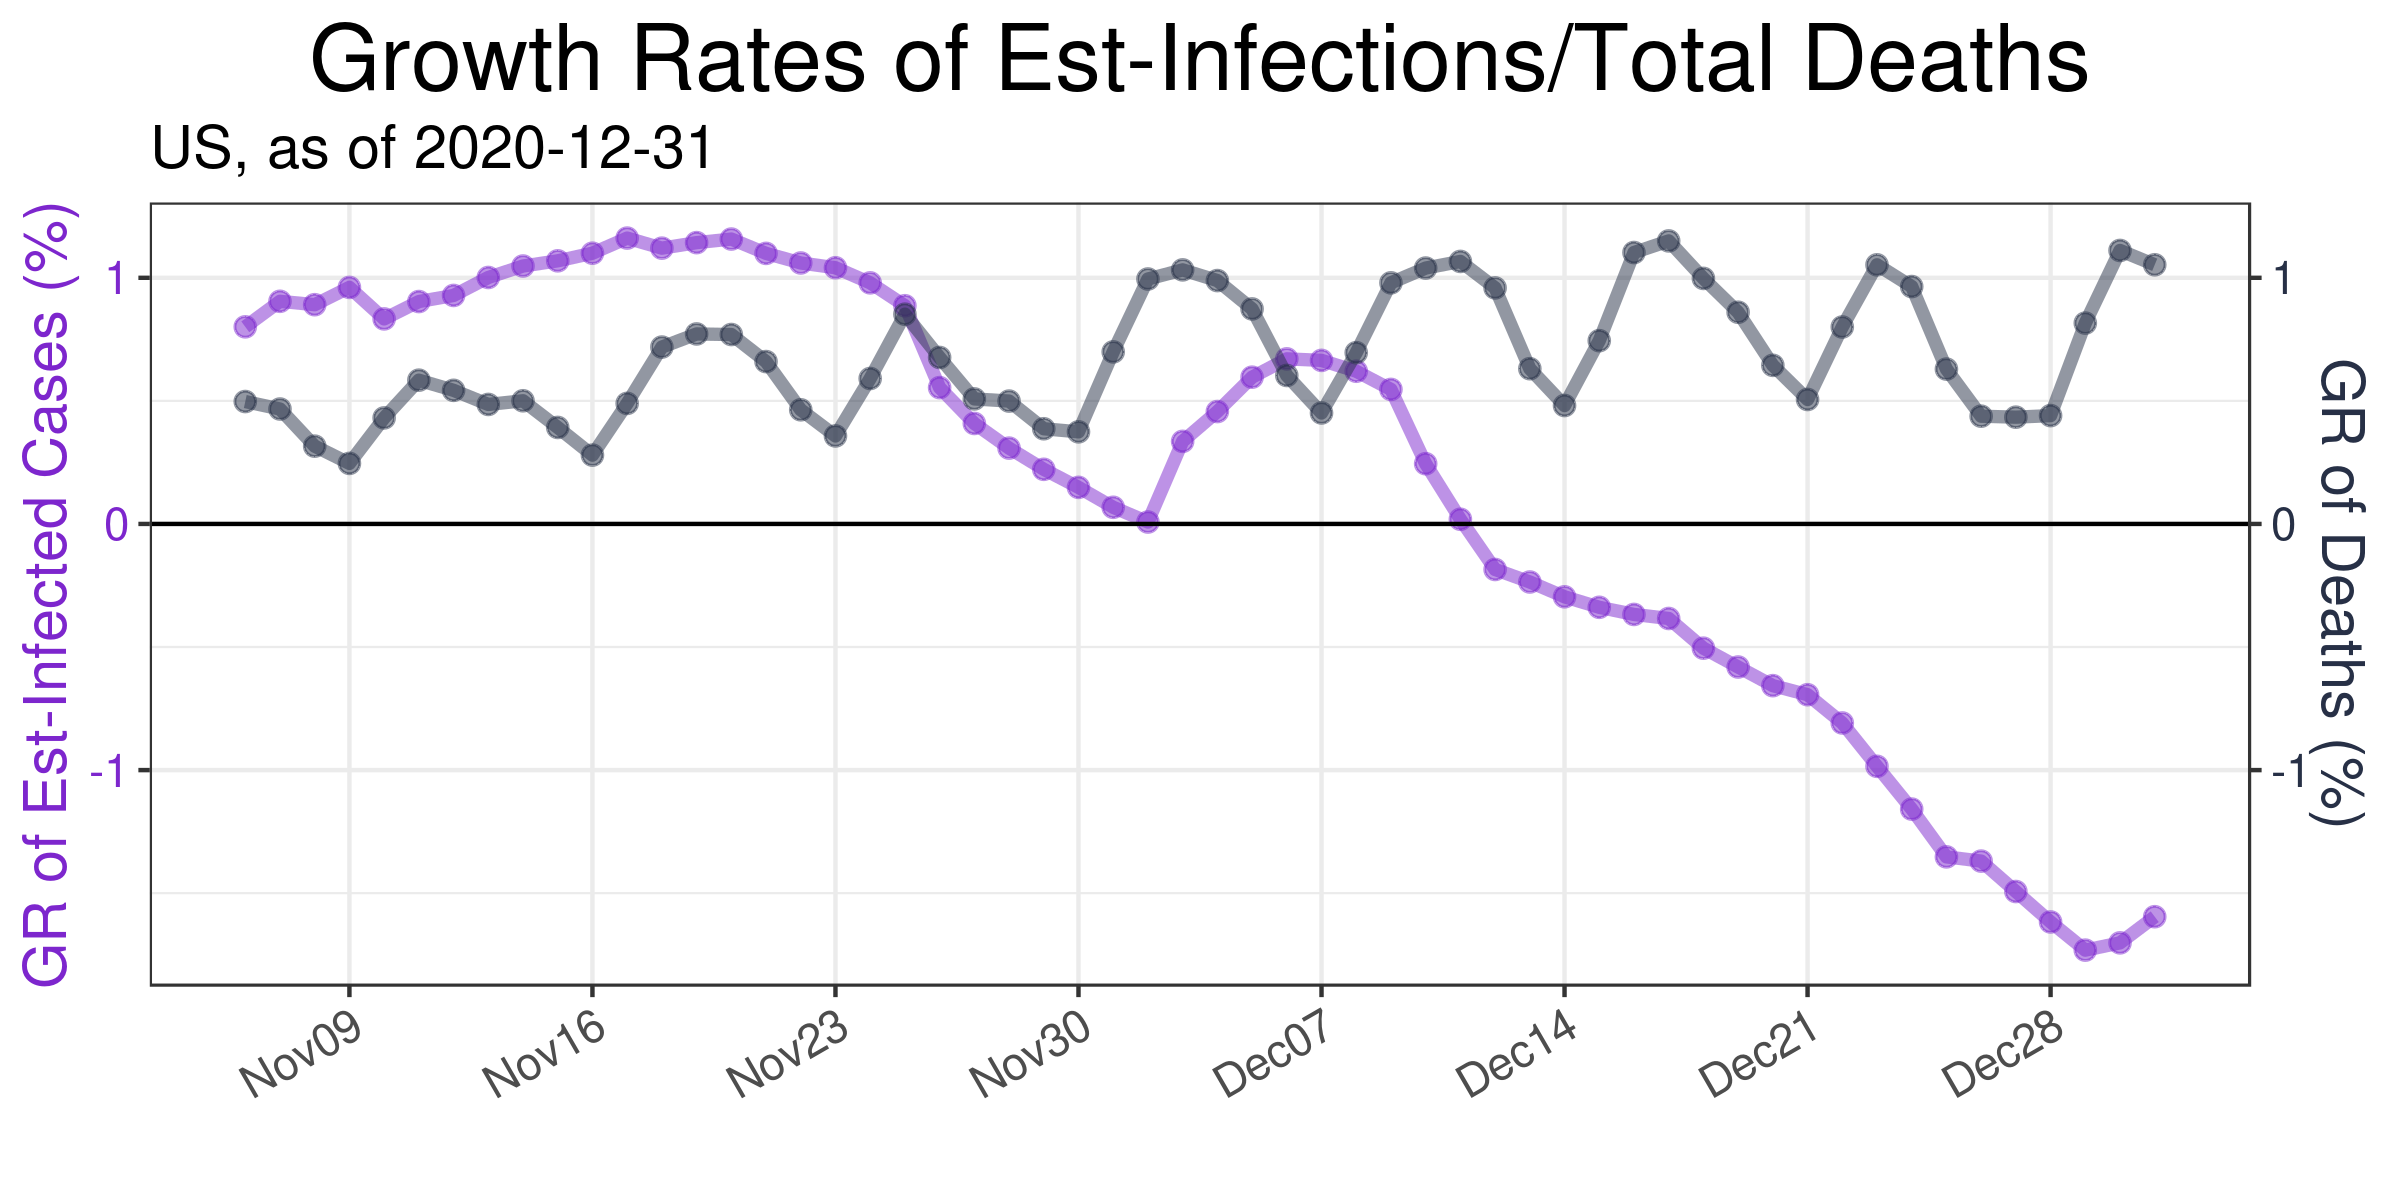 Growth Rates of Est-Infections/Total Deaths
US, as of 2020-12-31
GR of Est-Infected Cases (%)
1
0
-1
1
0
-1
GR of Deaths (%)
Nov09
Nov16
Nov23
Nov30
Dec07
Dec14
Dec21
Dec28